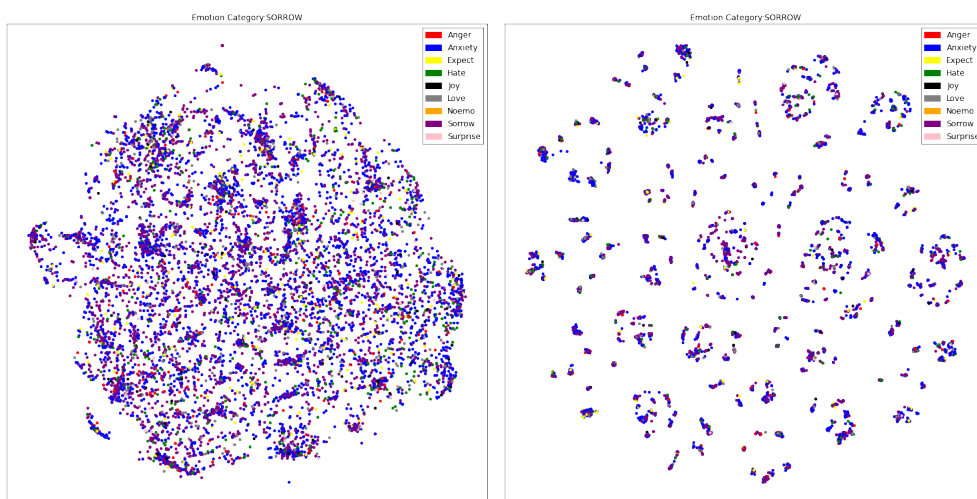 Emotion Category:SORROW
Anger
Anxiety
Expect
Hate
Joy
Love
Noemo
Sorrow
Surprise
Emotion Category:SORROW
Anger
Anxiety
Expect
Hate
Joy
Love
Noemo
Sorrow
Surprise